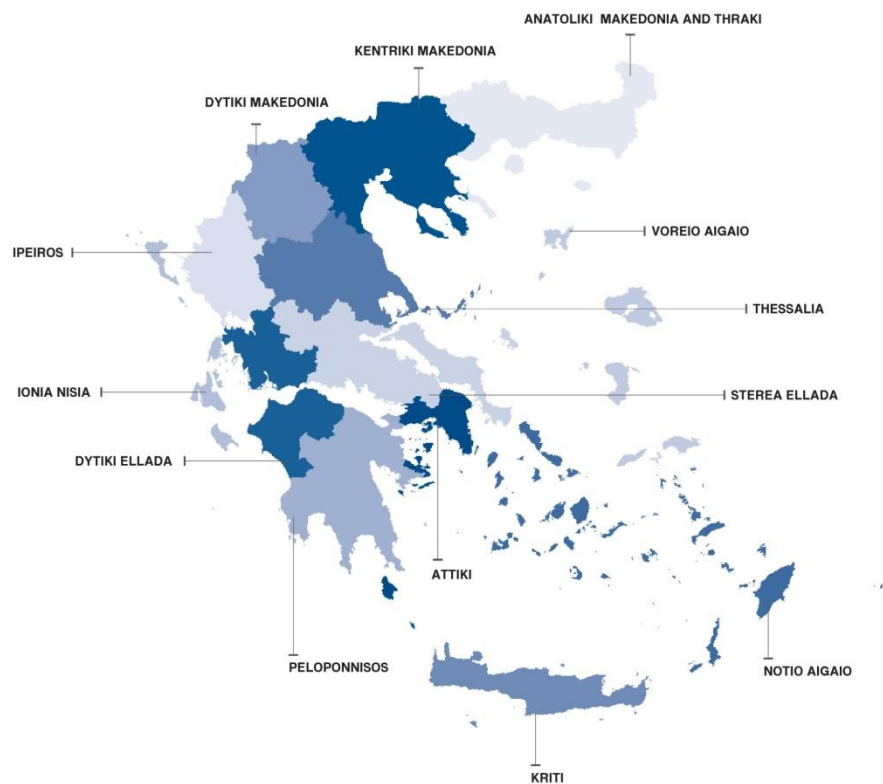 ANATOLIKI MAKEDONIA AND THRAKI
KENTRIKI MAKEDONIA
DYTIKI MAKEDONIA
VOREIO AIGAIO
IPEIROS
THESSALIA
IONIA NISIA
STEREA ELLADA
DYTIKI ELLADA
ATTIKI
PELOPONNISOS
NOTIO AIGAIO
KRITI